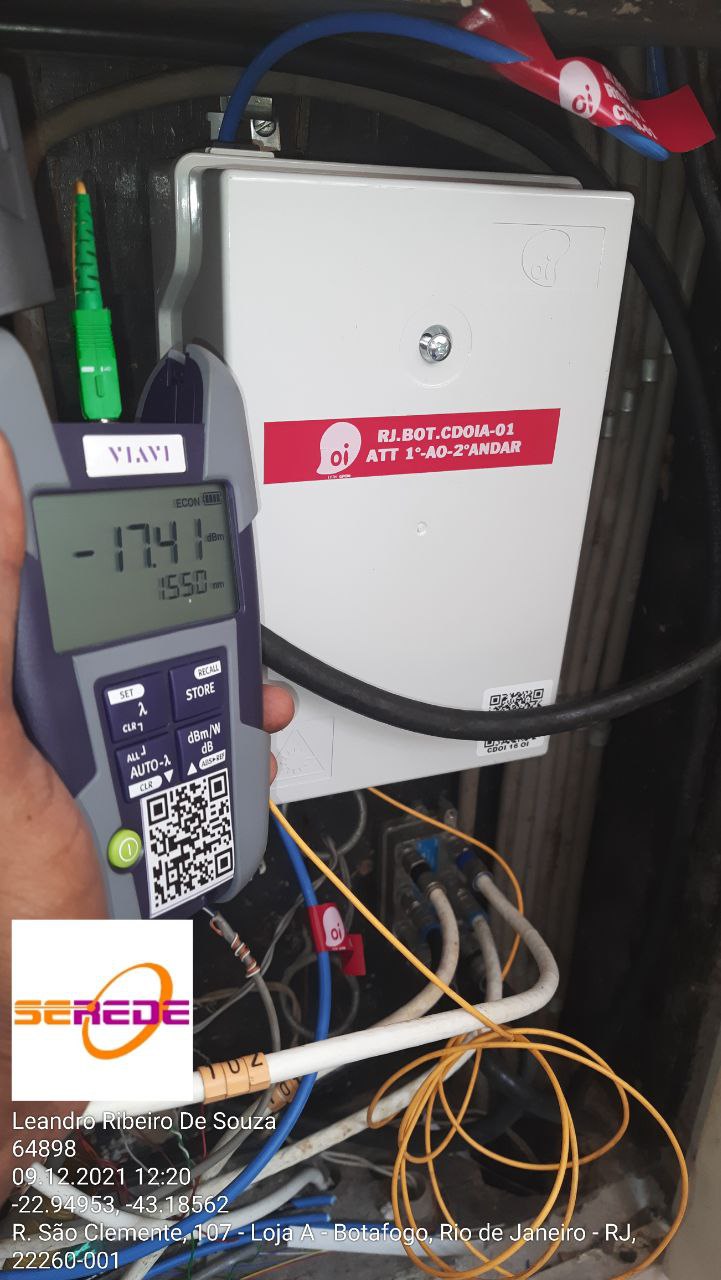 oi
oi
RJ.BOT.CDOIA-01
ATT 1°-AO-2°ANDAR
oi
VIAVI
ECON
-17.41 dBm
1550 nm
SET
λ
CLR
RECALL
STORE
ALL
AUTO-λ
CLR
dBm/W
dB
ABS▸REF
CDOI 16 OI
oi
102
SEREDE
Leandro Ribeiro De Souza
64898
09.12.2021 12:20
-22.94953, -43.18562
R. São Clemente, 107 - Loja A - Botafogo, Rio de Janeiro - RJ,
22260-001